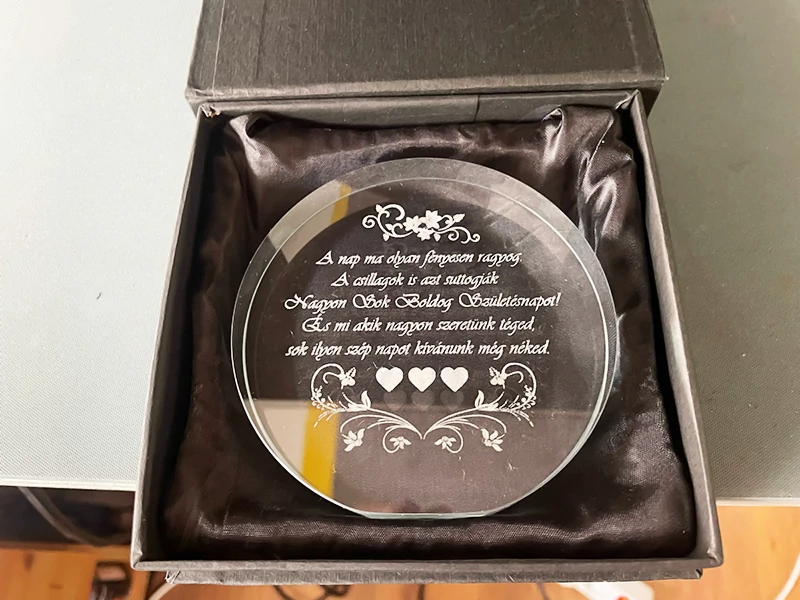 A nap ma olyan fényesen ragyog.
A csillagok is azt suttogják
Nagyon Sok Boldog Születésnapot!
És mi akik nagyon szeretünk téged,
sok ilyen szép napot kívánunk még néked.